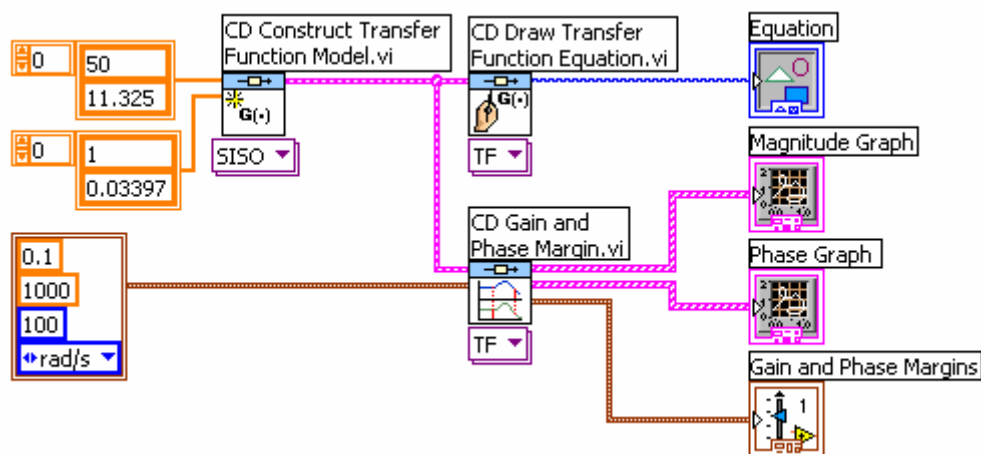 CD Construct Transfer
Function Model.vi
CD Draw Transfer
Function Equation.vi
Equation
0
50
11.325
G(·)
G(·)
0
1
0.03397
SISO
TF
Magnitude Graph
CD Gain and
Phase Margin.vi
Phase Graph
0.1
1000
100
rad/s
TF
Gain and Phase Margins
1